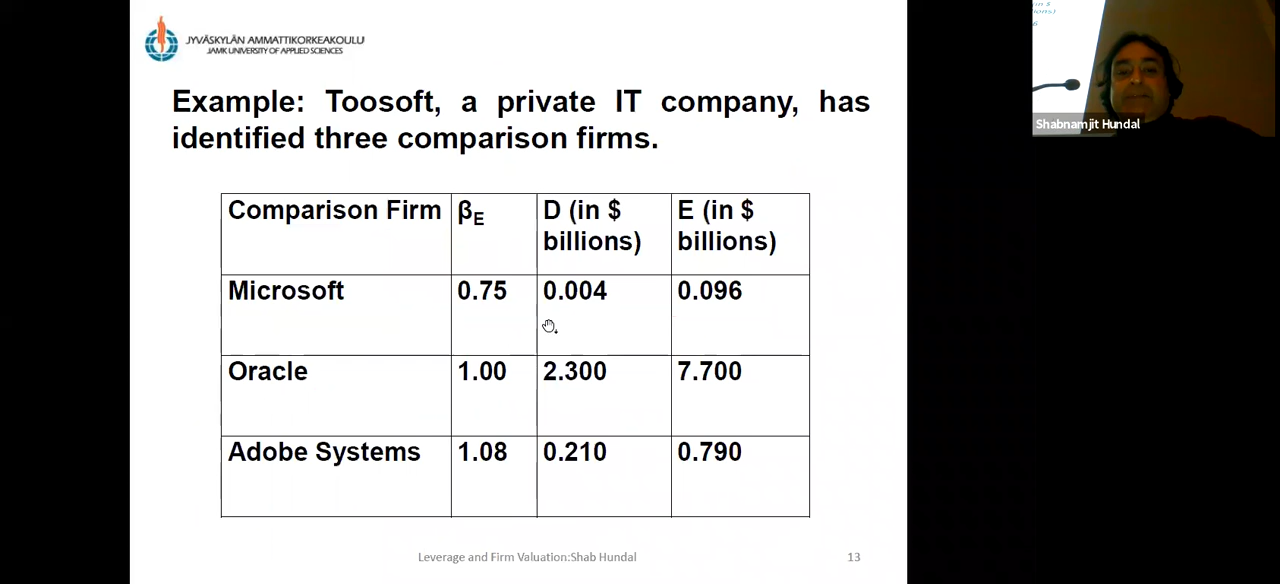 JYVÄSKYLÄN AMMATTIKORKEAKOULU
JAMK UNIVERSITY OF APPLIED SCIENCES
Example: Toosoft, a private IT company, has
identified three comparison firms.
Comparison Firm βE D (in $ billions) E (in $ billions)
Microsoft 0.75 0.004 0.096
Oracle 1.00 2.300 7.700
Adobe Systems 1.08 0.210 0.790
Leverage and Firm Valuation:Shab Hundal 13
in $
Shabnamjit Hundal